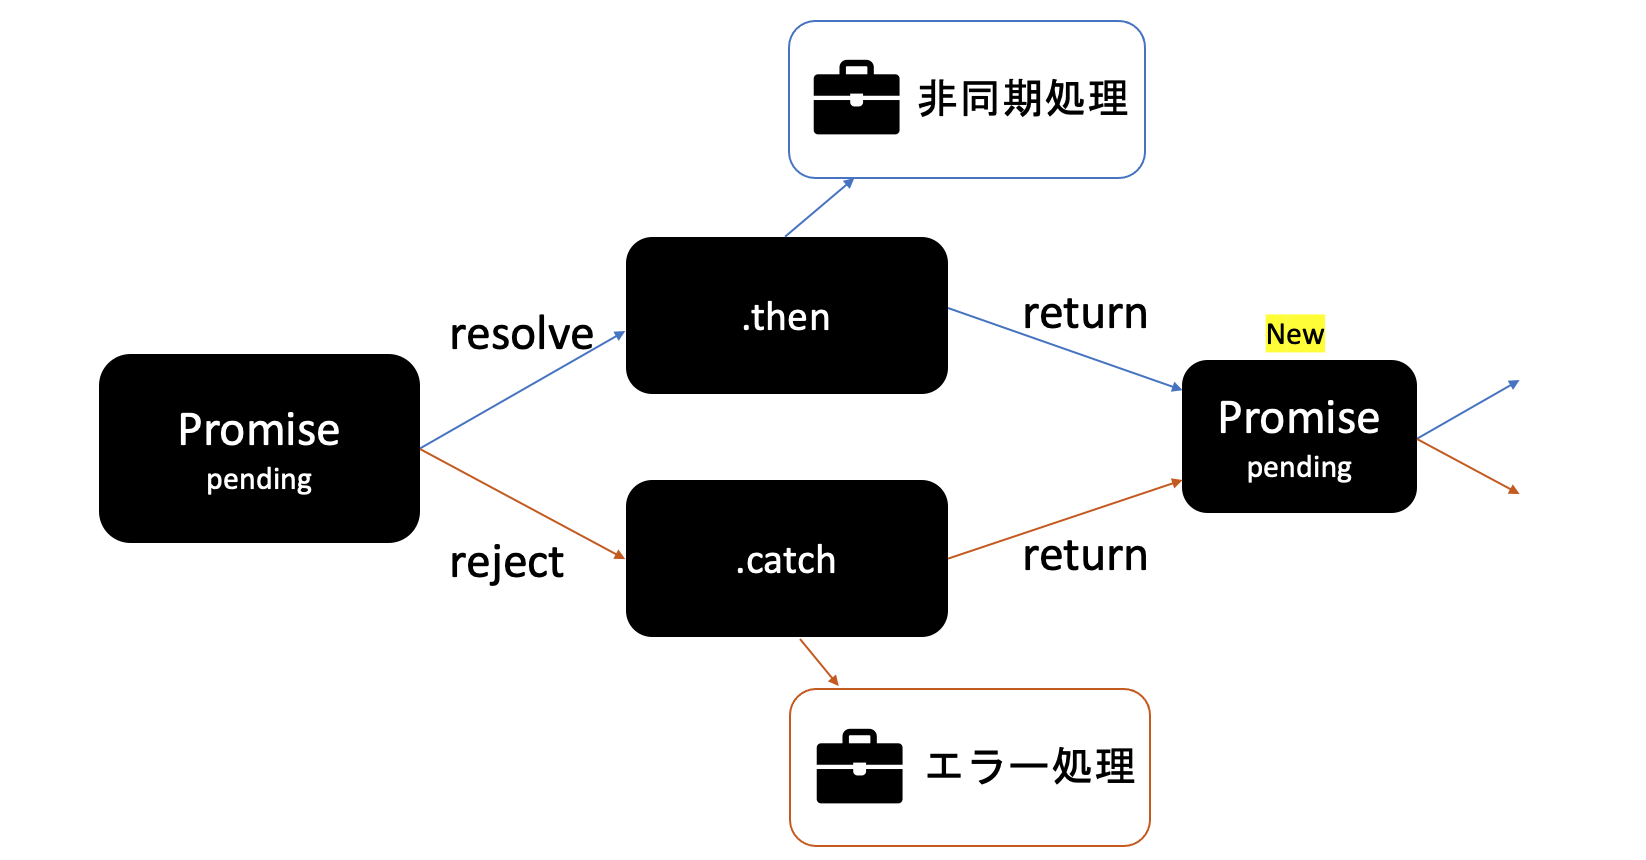 非同期処理
.then
resolve
return
New
Promise
pending
Promise
pending
.catch
reject
return
エラー処理